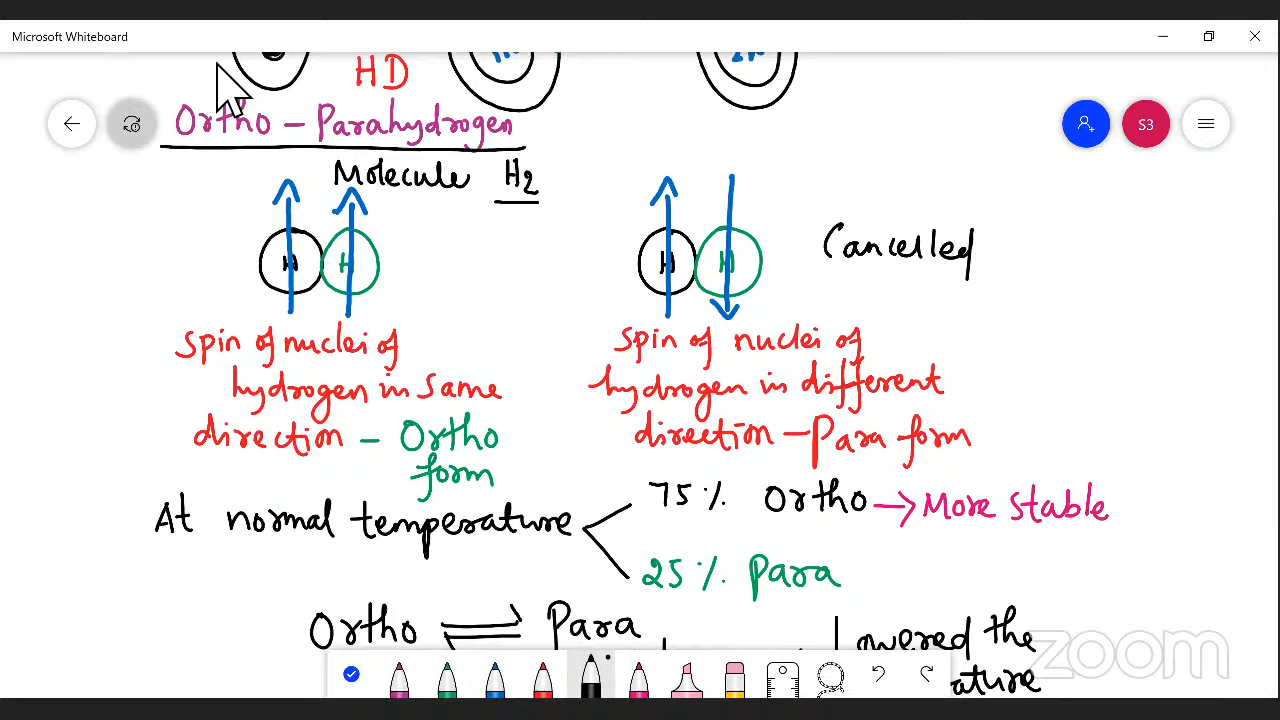 Microsoft Whiteboard
HD
Ortho - Parahydrogen
S3
Molecule H2
H H
H H
Cancelled
spin of nuclei of
hydrogen in same
direction - Ortho
form
spin of nuclei of
hydrogen in different
direction - Para form
At normal temperature
75 % Ortho → More stable
25 % Para
Ortho ⇌ Para
Lowered the
zoom